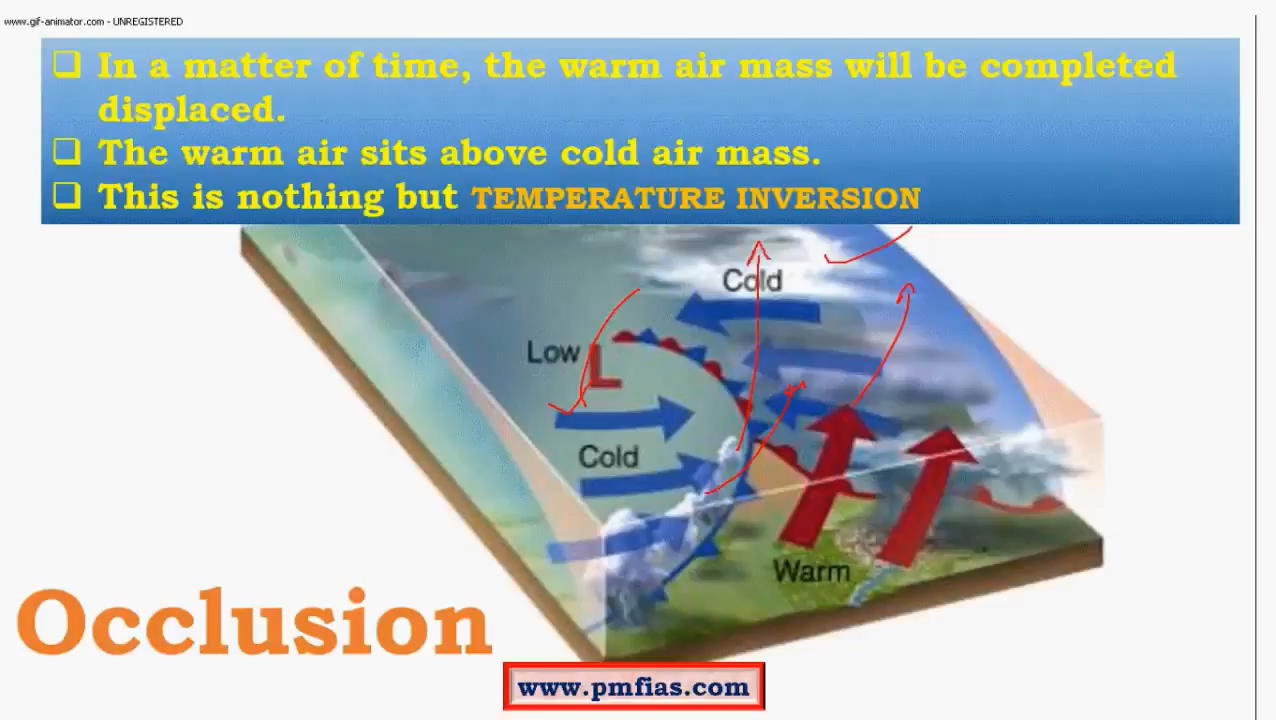 www.gif-animator.com - UNREGISTERED
In a matter of time, the warm air mass will be completed
displaced.
The warm air sits above cold air mass.
This is nothing but TEMPERATURE INVERSION
Cold
Low L
Cold
Warm
Occlusion
www.pmfias.com